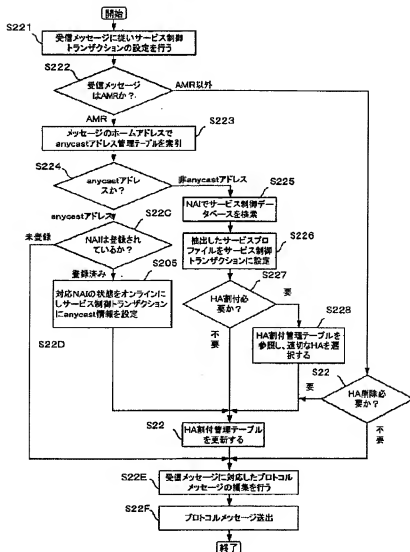 開始
S221
受信メッセージに従いサービス制御
トランザクションの設定を行う
S222
受信メッセージ
はAMRか?
AMR以外
AMR
S223
メッセージのホームアドレスで
anycastアドレス管理テーブルを索引
S224
anycastアドレ
スか?
非anycastアドレス
S225
NAIでサービス制御デー
タベースを検索
anycastアドレス
S22C
未登録
NAIは登録され
ているか?
S226
抽出したサービスプロ
ファイルをサービス制御
トランザクションに設定
登録済み
S205
対応NAIの状態をオンラインに
しサービス制御トランザクション
にanycast情報を設定
S22D
S227
HA割付必
要か?
要
不
要
S228
HA割付管理テーブル
を参照し、適切なHAを選
択する
S22
HA削除必
要か?
要
不
要
S22
HA割付管理テーブル
を更新する
S22E
受信メッセージに対応したプロトコル
メッセージの編集を行う
S22F
プロトコルメッセージ送出
終了